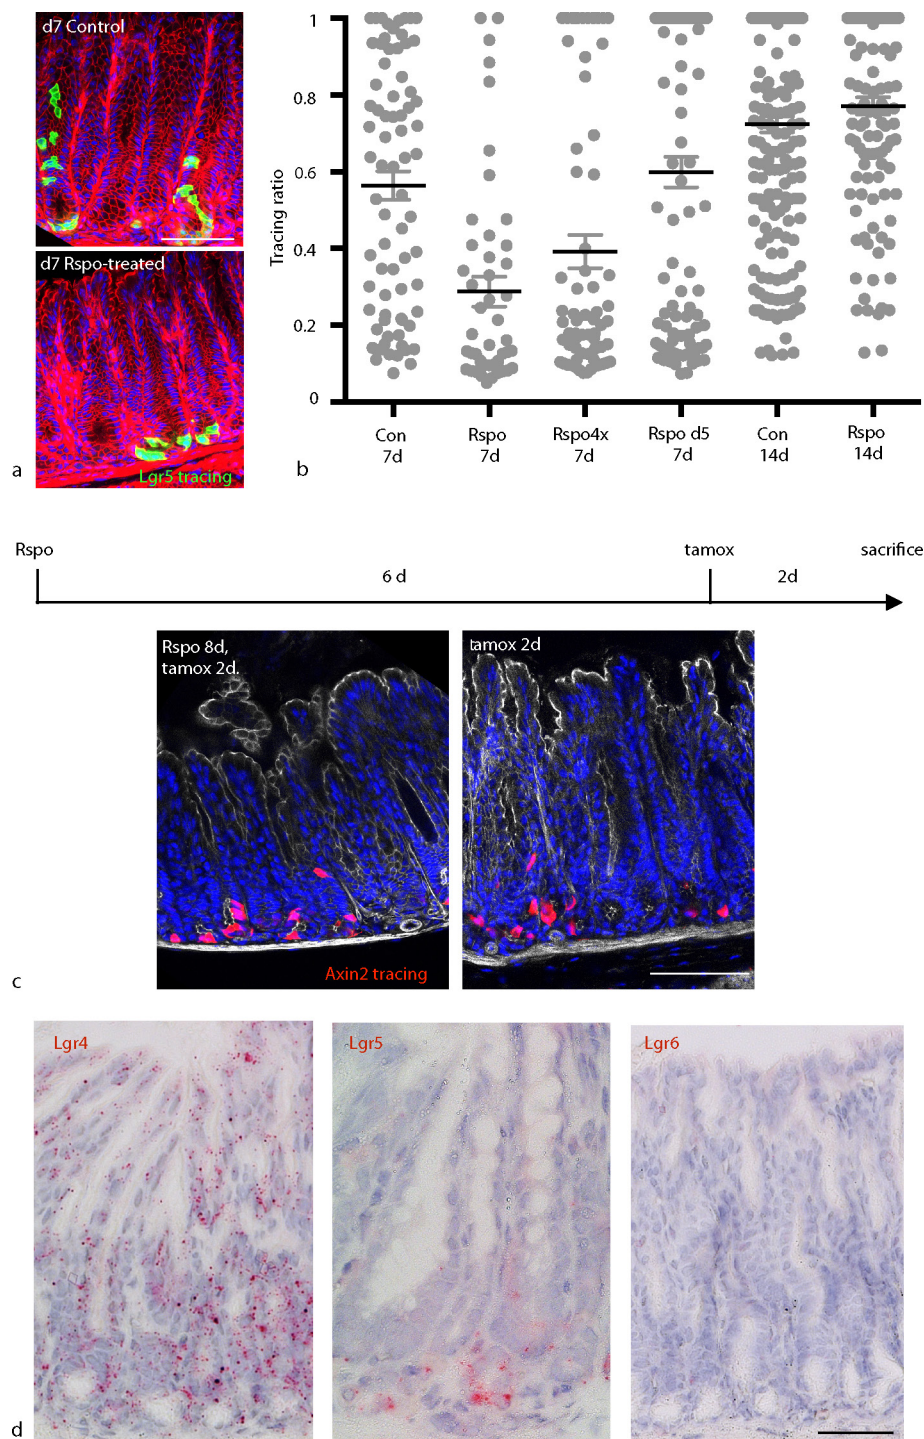 d7 Control
d7 Rspo-treated
Lgr5 tracing
a
Tracing ratio
1
0.8
0.6
0.4
0.2
0
Con
7d
Rspo
7d
Rspo4x
7d
Rspo d5
7d
Con
14d
Rspo
14d
b
Rspo
tamox
sacrifice
6 d
2d
Rspo 8d,
tamox 2d.
tamox 2d
Axin2 tracing
c
Lgr4
Lgr5
Lgr6
d